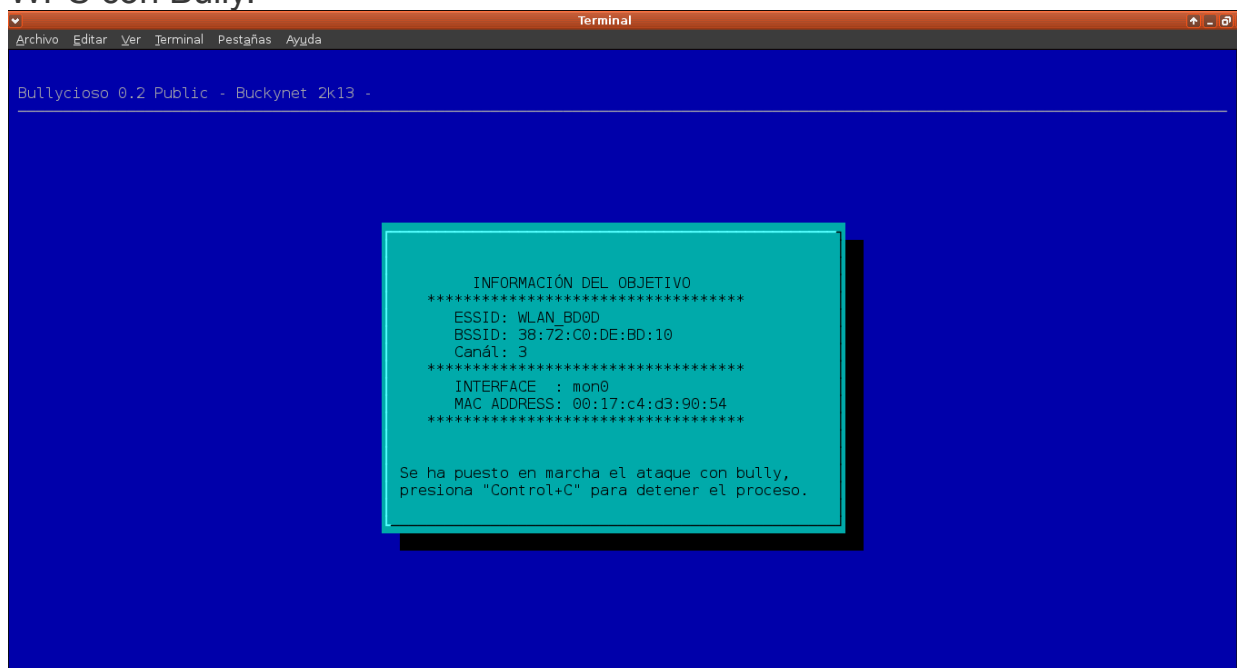 WPS con Bully.
Terminal
Archivo Editar Ver Terminal Pestañas Ayuda
Bullycioso 0.2 Public - Buckynet 2k13 -
INFORMACIÓN DEL OBJETIVO
***********************************
ESSID: WLAN_BD0D
BSSID: 38:72:C0:DE:BD:10
Canál: 3
***********************************
INTERFACE : mon0
MAC ADDRESS: 00:17:c4:d3:90:54
***********************************
Se ha puesto en marcha el ataque con bully,
presiona "Control+C" para detener el proceso.